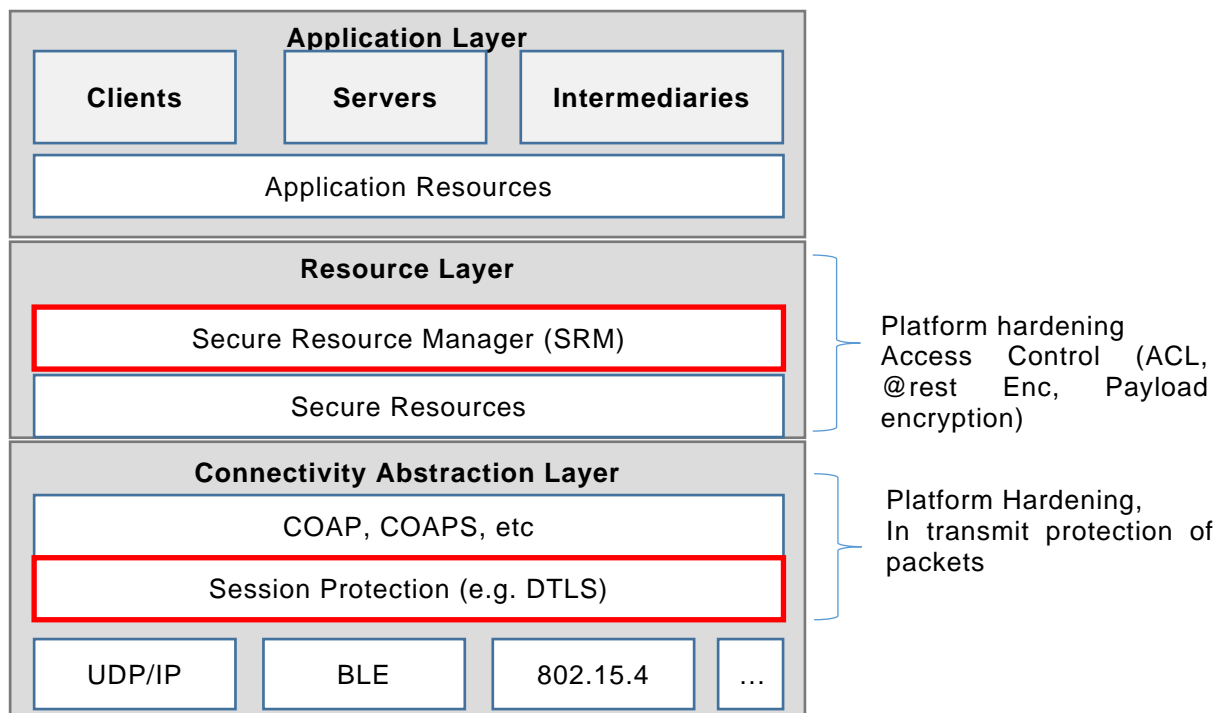 Application Layer
Clients
Servers
Intermediaries
Application Resources
Resource Layer
Secure Resource Manager (SRM)
Secure Resources
Platform hardening
Access Control (ACL,
@rest Enc, Payload
encryption)
Connectivity Abstraction Layer
COAP, COAPS, etc
Session Protection (e.g. DTLS)
Platform Hardening,
In transmit protection of
packets
UDP/IP
BLE
802.15.4
…